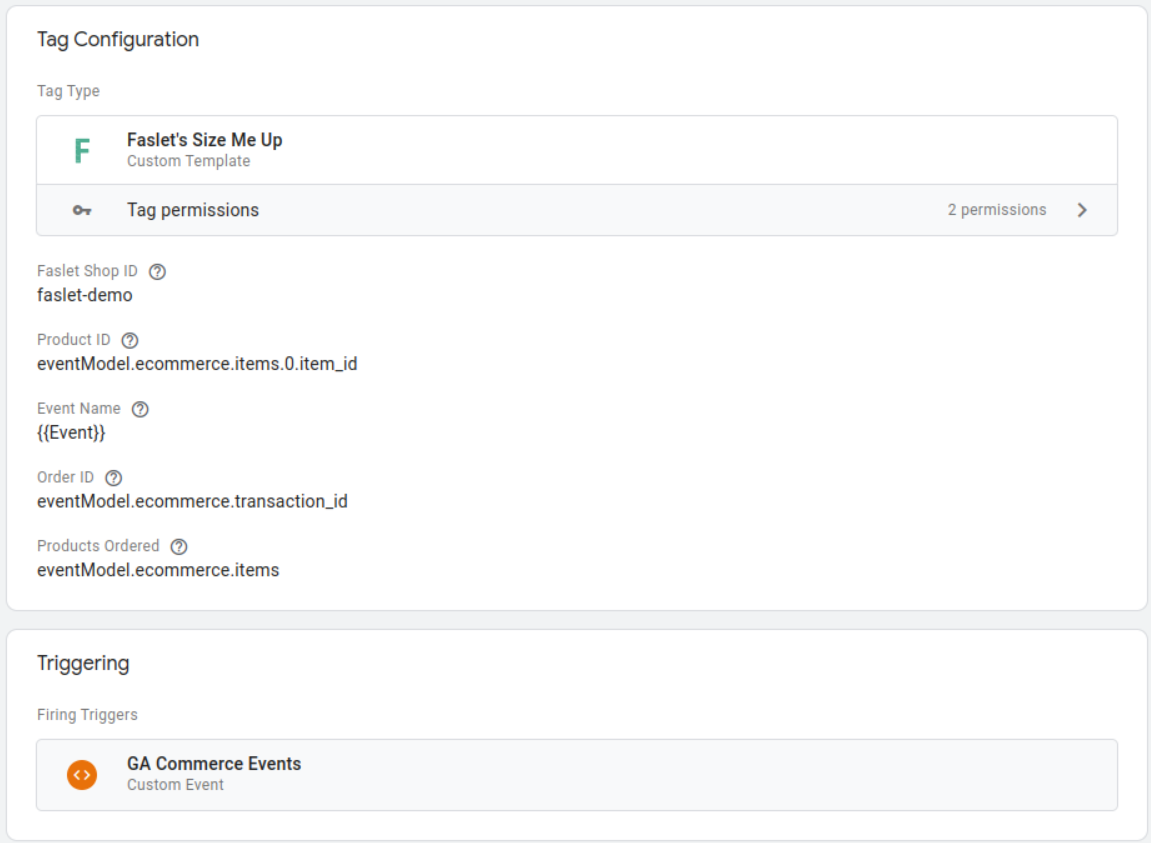 Tag Configuration
Tag Type
F
Faslet's Size Me Up
Custom Template
Tag permissions
2 permissions
Faslet Shop ID
faslet-demo
Product ID
eventModel.ecommerce.items.0.item_id
Event Name
{{Event}}
Order ID
eventModel.ecommerce.transaction_id
Products Ordered
eventModel.ecommerce.items
Triggering
Firing Triggers
GA Commerce Events
Custom Event